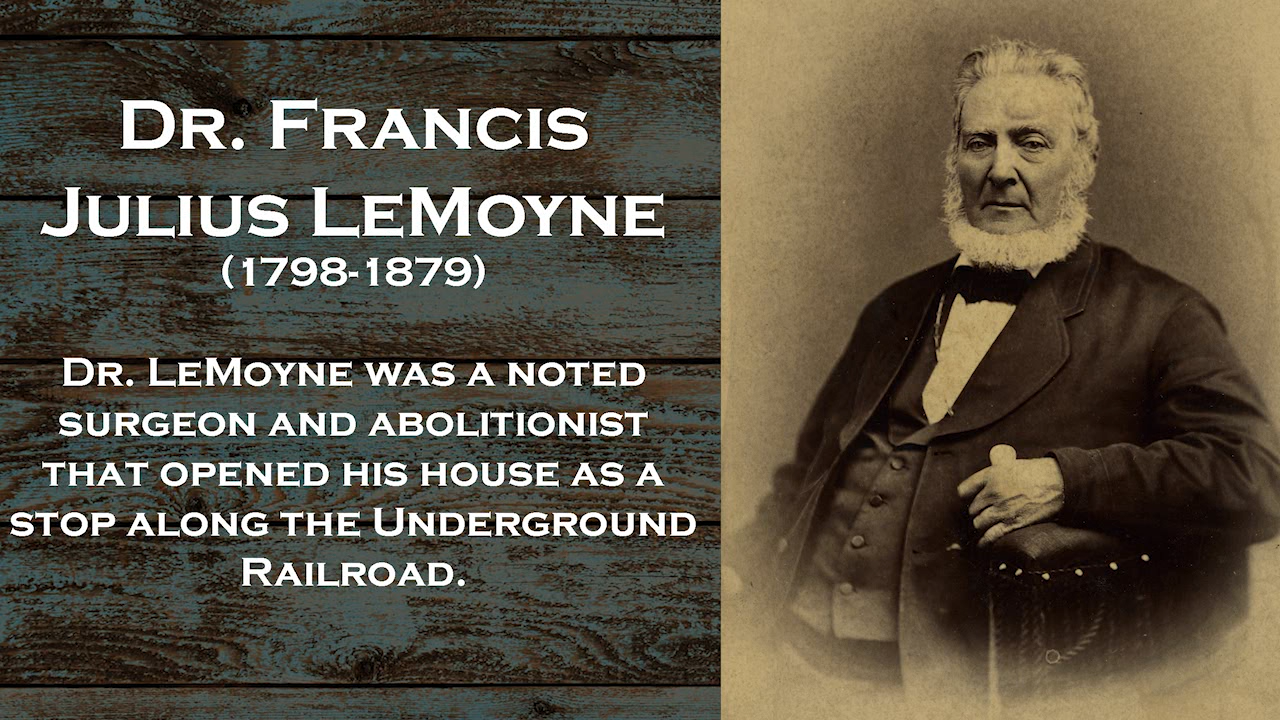 Dr. Francis
Julius LeMoyne
(1798-1879)
Dr. LeMoyne was a noted
surgeon and abolitionist
that opened his house as a
stop along the Underground
Railroad.